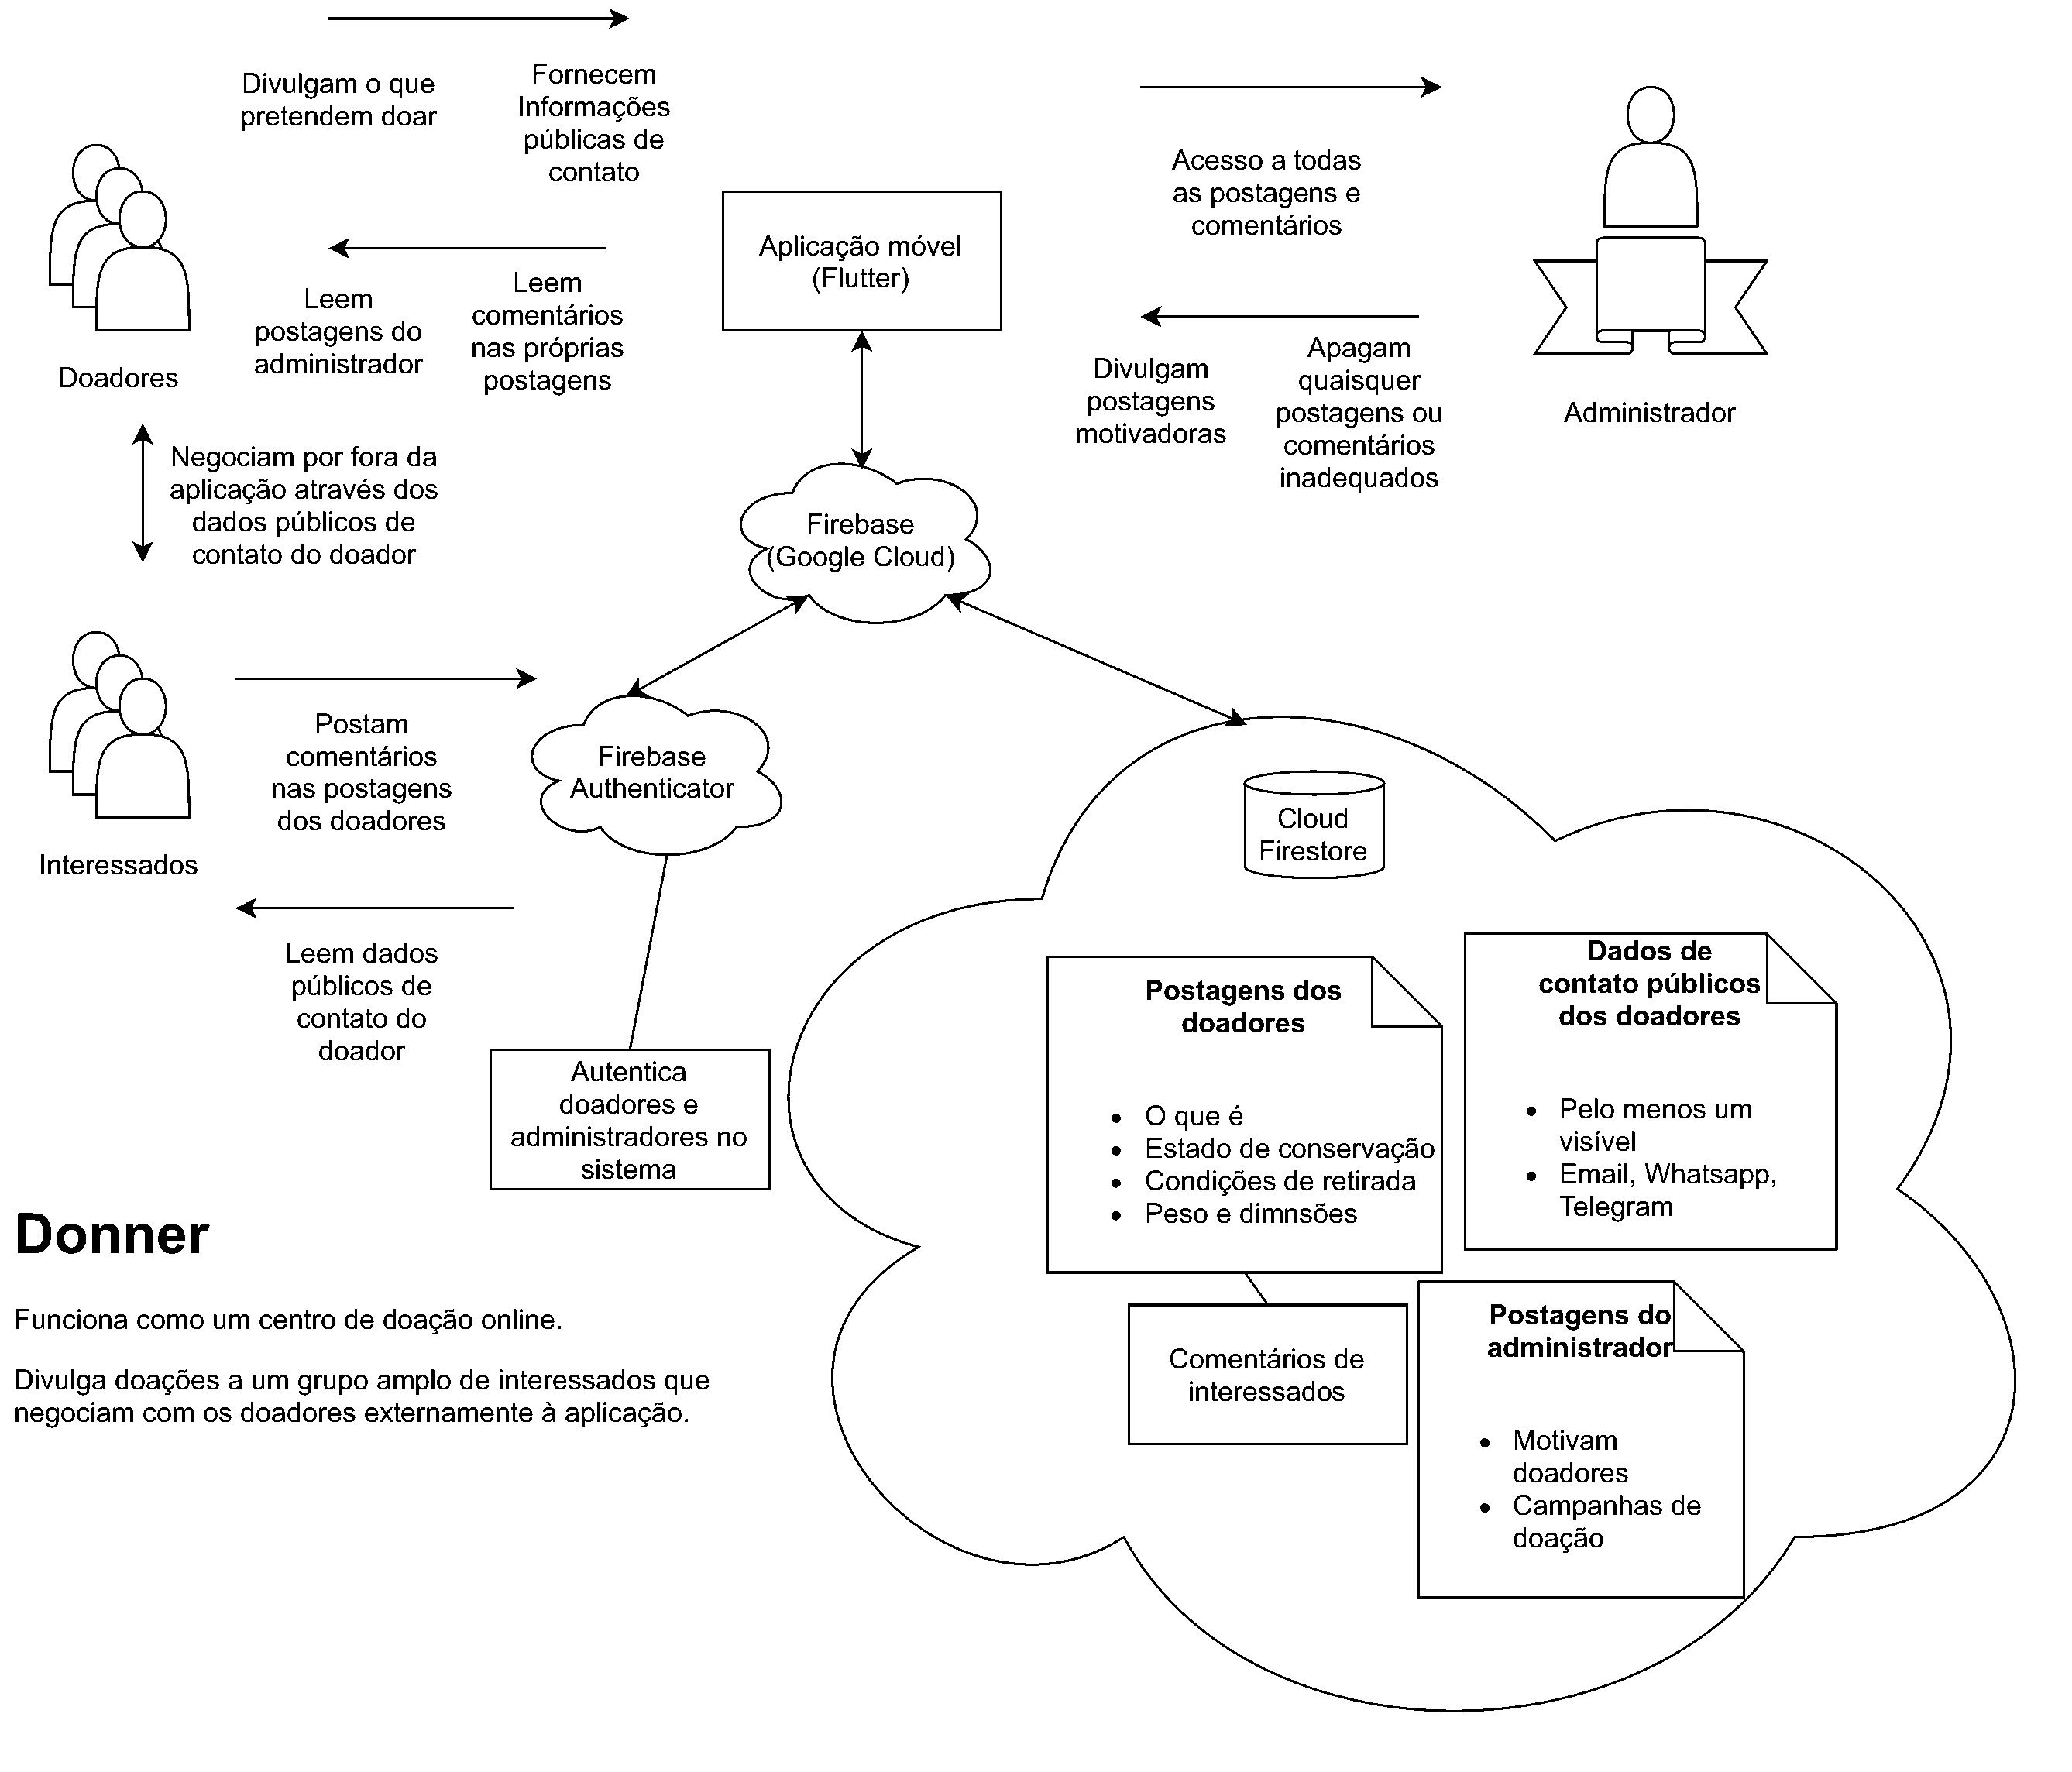 Divulgam o que
pretendem doar
Fornecem
Informações
públicas de
contato
Acesso a todas
as postagens e
comentários
Aplicação móvel
(Flutter)
Leem
postagens do
administrador
Leem
comentários
nas próprias
postagens
Doadores
Divulgam
postagens
motivadoras
Apagam
quaisquer
postagens ou
comentários
inadequados
Administrador
Negociam por fora da
aplicação através dos
dados públicos de
contato do doador
Firebase
(Google Cloud)
Postam
comentários
nas postagens
dos doadores
Firebase
Authenticator
Interessados
Cloud
Firestore
Leem dados
públicos de
contato do
doador
Autentica
doadores e
administradores no
sistema
Postagens dos
doadores
• O que é
• Estado de conservação
• Condições de retirada
• Peso e dimnsões
Dados de
contato públicos
dos doadores
• Pelo menos um
visível
• Email, Whatsapp,
Telegram
Comentários de
interessados
Postagens do
administrador
• Motivam
doadores
• Campanhas de
doação
Donner
Funciona como um centro de doação online.
Divulga doações a um grupo amplo de interessados que
negociam com os doadores externamente à aplicação.